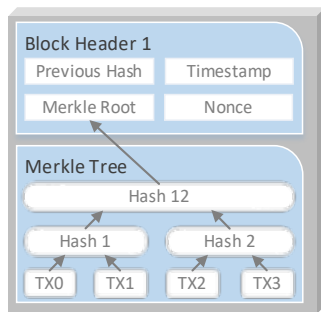 Block Header 1
Previous Hash Timestamp
Merkle Root Nonce
Merkle Tree
Hash 12
Hash 1 Hash 2
TX0 TX1 TX2 TX3